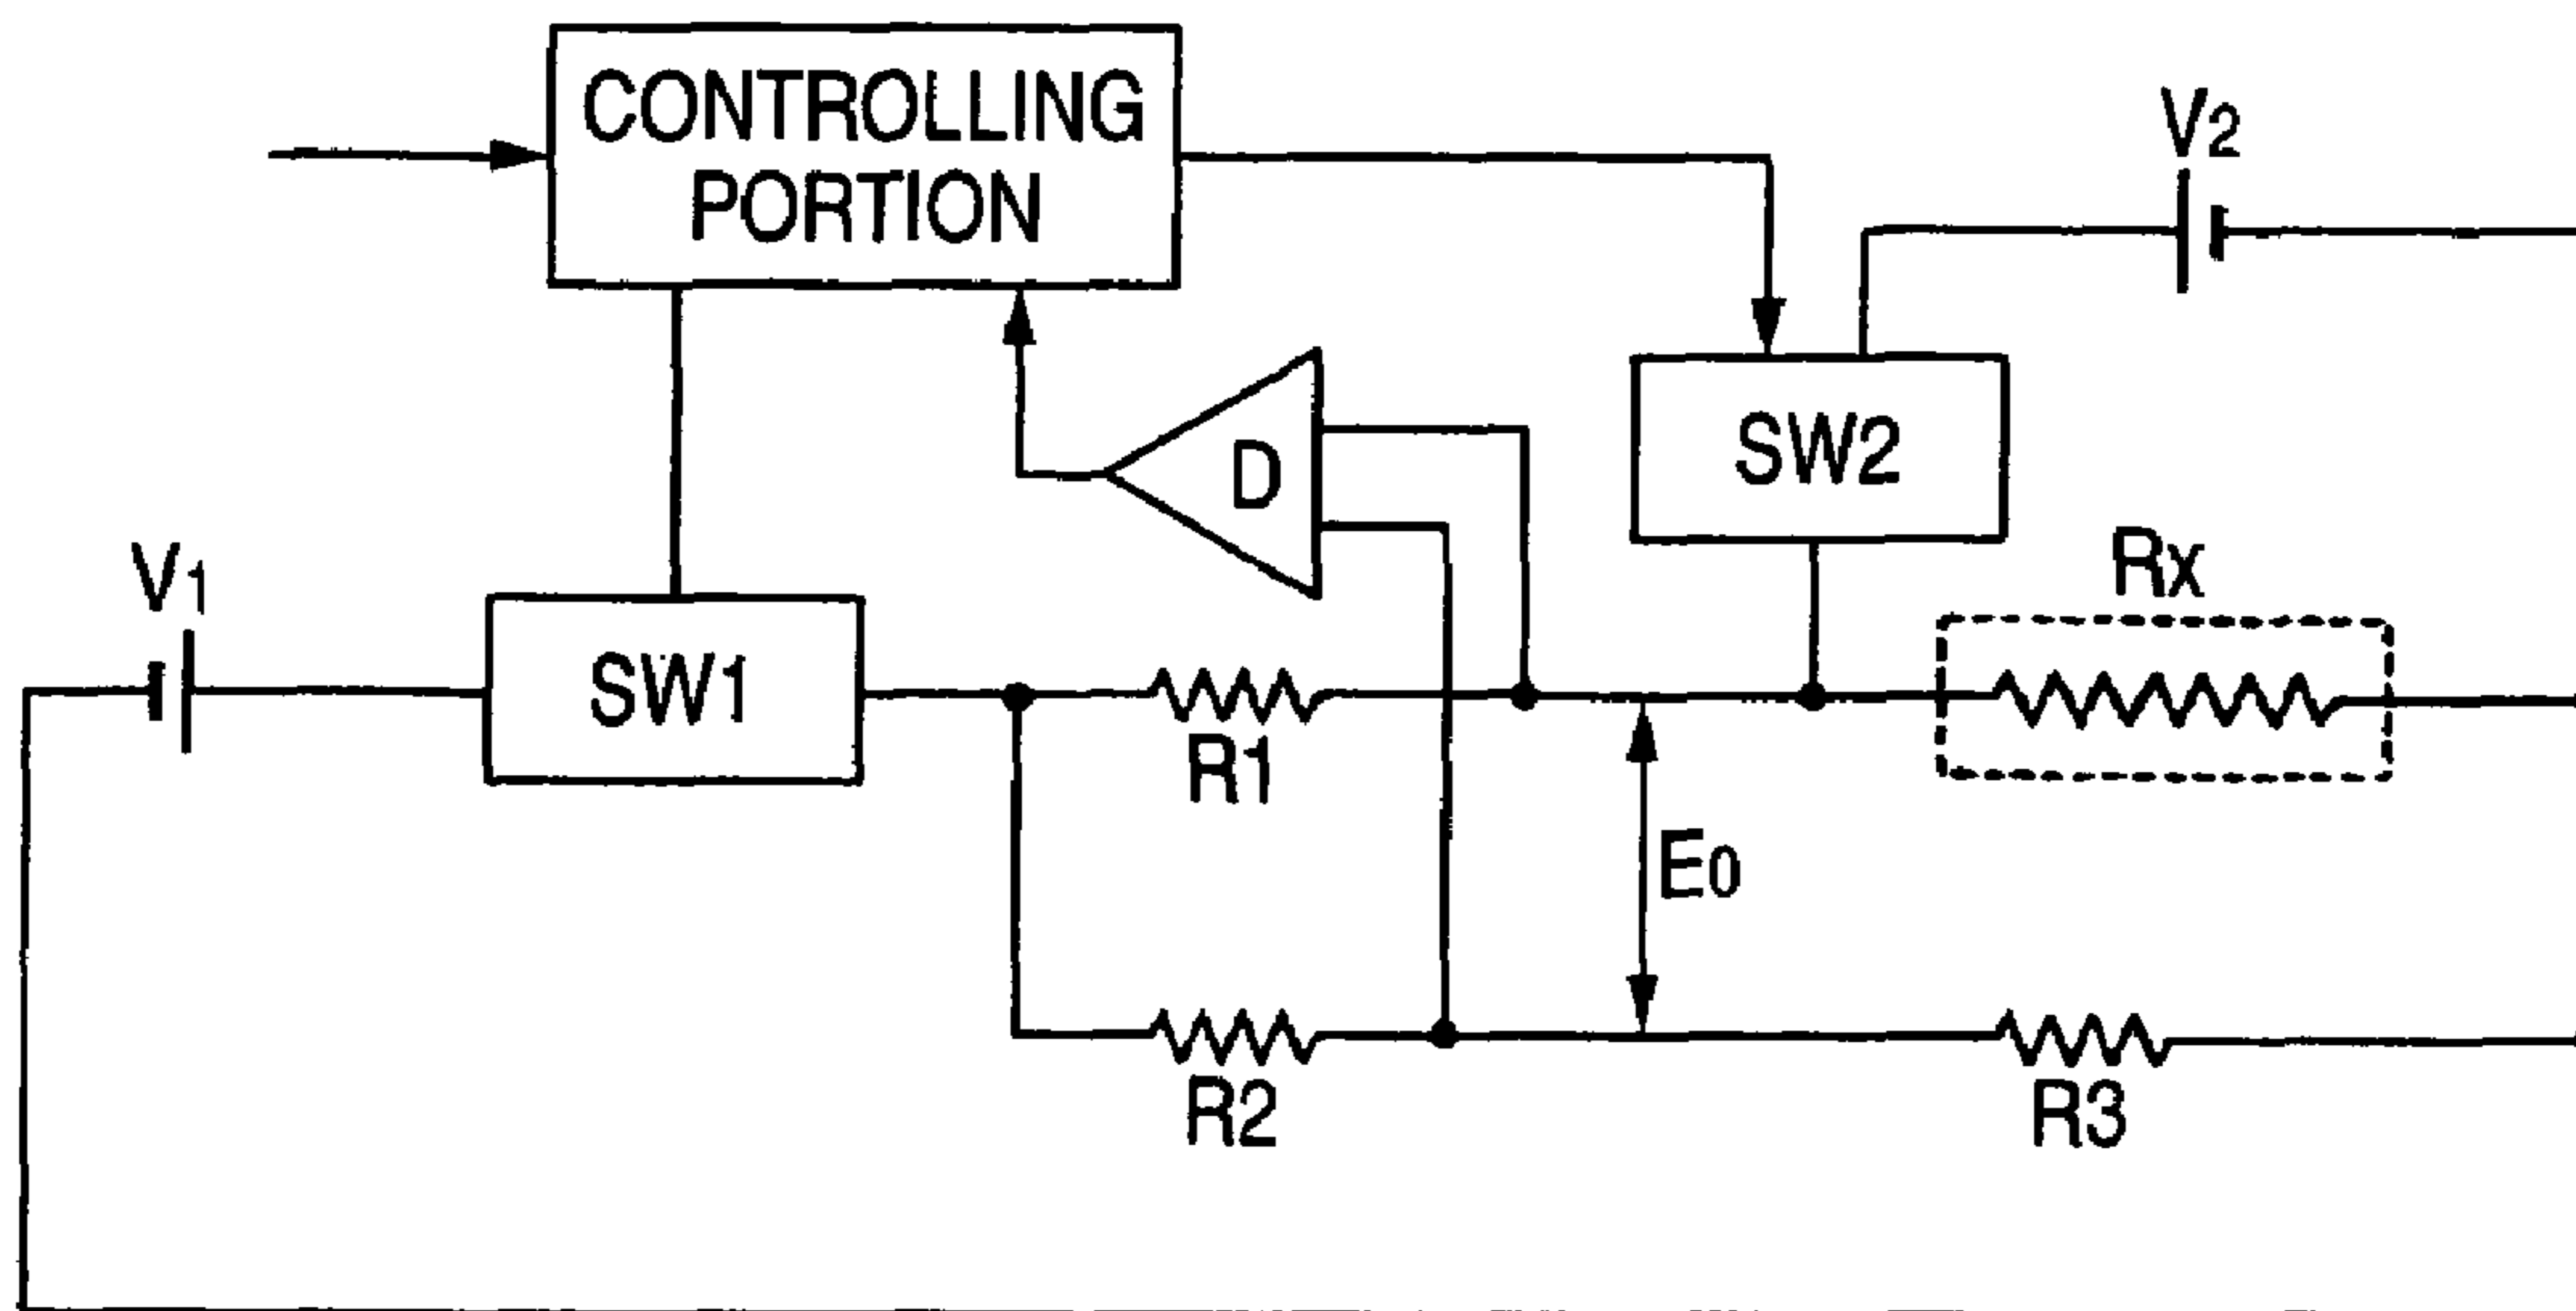 CONTROLLING
PORTION
V2
D
SW2
V1
SW1
Rx
R1
E0
R2
R3